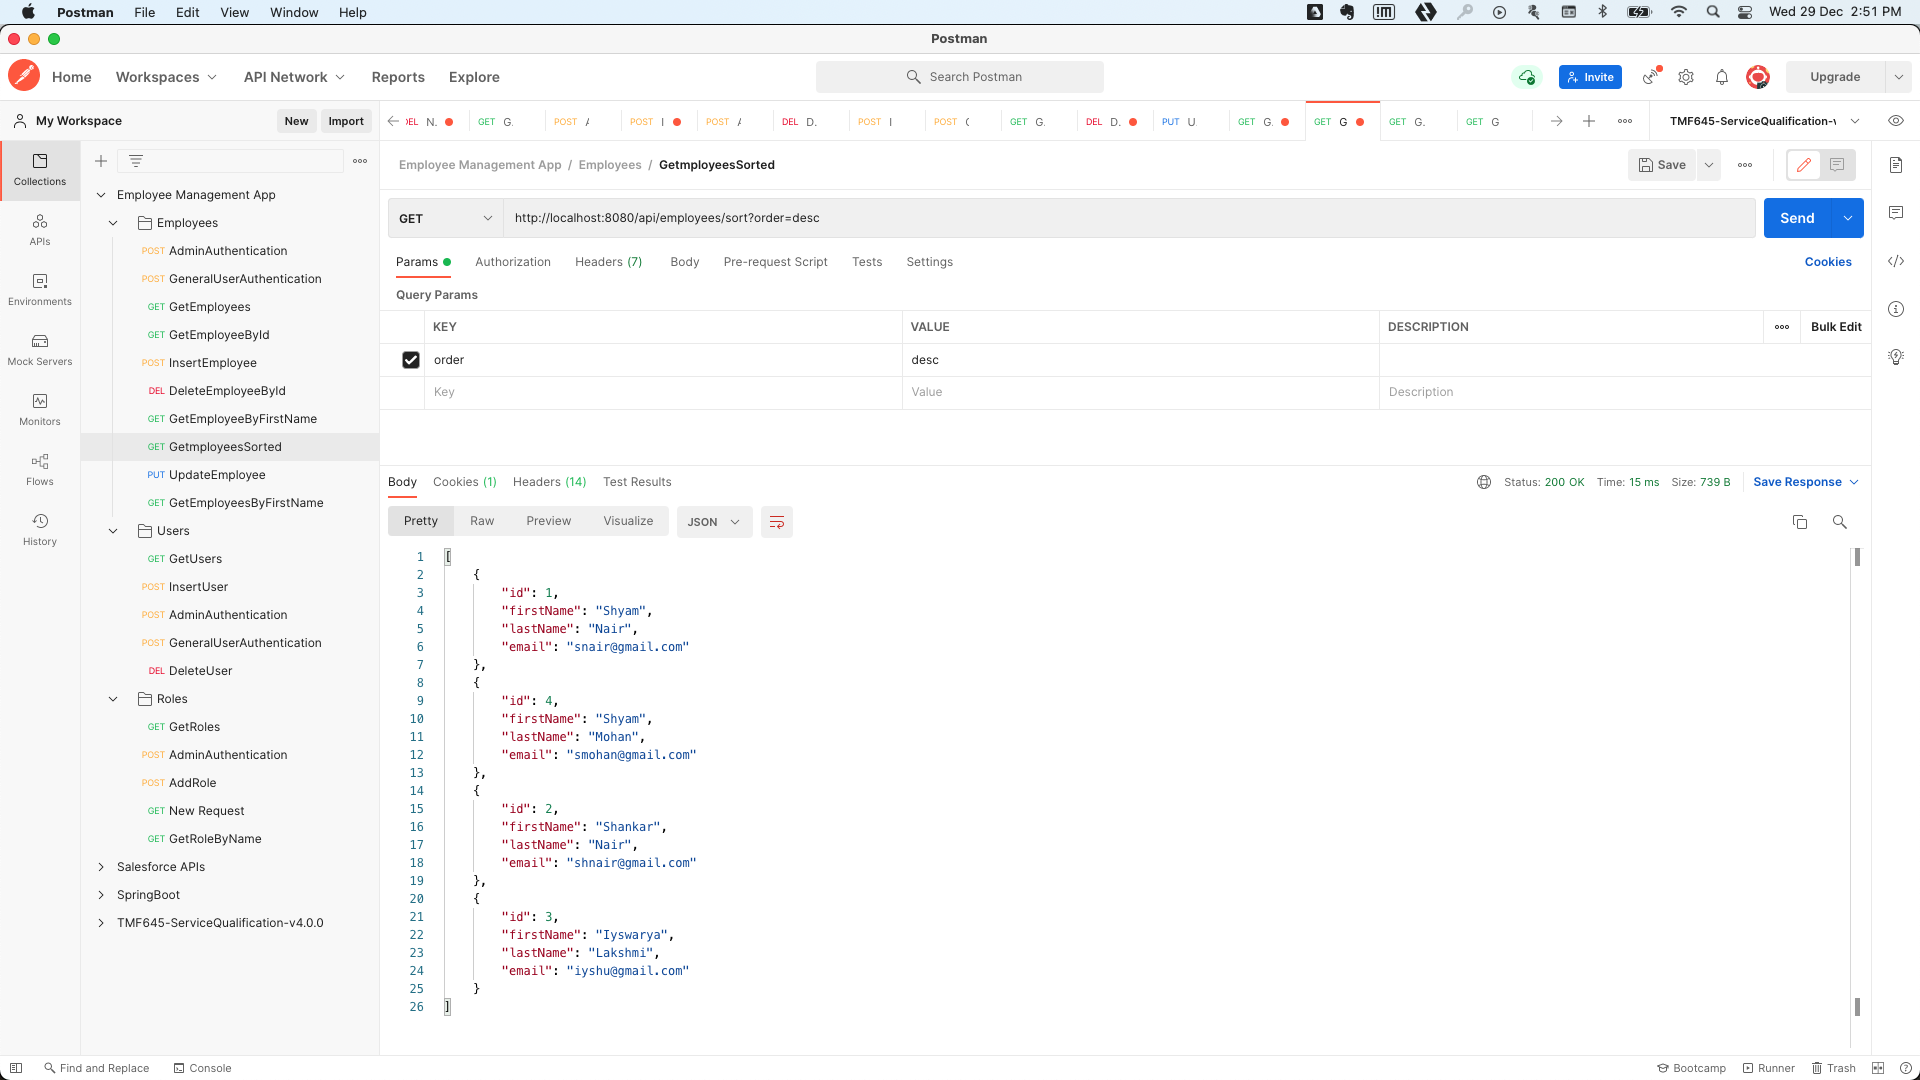 Postman File Edit View Window Help Wed 29 Dec 2:51 PM
Postman
Home Workspaces API Network Reports Explore Search Postman Invite Upgrade
My Workspace New Import
DEL N. GET G. POST POST I POST DEL D. POST I POST GET G. DEL D. PUT U. GET G. GET G GET G. GET G TMF645-ServiceQualification-v
Collections
APIs
Environments
Mock Servers
Monitors
Flows
History
Employee Management App
Employees
POST AdminAuthentication
POST GeneralUserAuthentication
GET GetEmployees
GET GetEmployeeById
POST InsertEmployee
DEL DeleteEmployeeById
GET GetEmployeeByFirstName
GET GetmployeesSorted
PUT UpdateEmployee
GET GetEmployeesByFirstName
Users
GET GetUsers
POST InsertUser
POST AdminAuthentication
POST GeneralUserAuthentication
DEL DeleteUser
Roles
GET GetRoles
POST AdminAuthentication
POST AddRole
GET New Request
GET GetRoleByName
Salesforce APIs
SpringBoot
TMF645-ServiceQualification-v4.0.0
Employee Management App / Employees / GetmployeesSorted Save
GET http://localhost:8080/api/employees/sort?order=desc Send
Params Authorization Headers (7) Body Pre-request Script Tests Settings Cookies
Query Params
KEY VALUE DESCRIPTION Bulk Edit
order desc
Key Value Description
Body Cookies (1) Headers (14) Test Results Status: 200 OK Time: 15 ms Size: 739 B Save Response
Pretty Raw Preview Visualize JSON
1 [
2 {
3 "id": 1,
4 "firstName": "Shyam",
5 "lastName": "Nair",
6 "email": "snair@gmail.com"
7 },
8 {
9 "id": 4,
10 "firstName": "Shyam",
11 "lastName": "Mohan",
12 "email": "smohan@gmail.com"
13 },
14 {
15 "id": 2,
16 "firstName": "Shankar",
17 "lastName": "Nair",
18 "email": "shnair@gmail.com"
19 },
20 {
21 "id": 3,
22 "firstName": "Iyswarya",
23 "lastName": "Lakshmi",
24 "email": "iyshu@gmail.com"
25 }
26 ]
Find and Replace Console Bootcamp Runner Trash